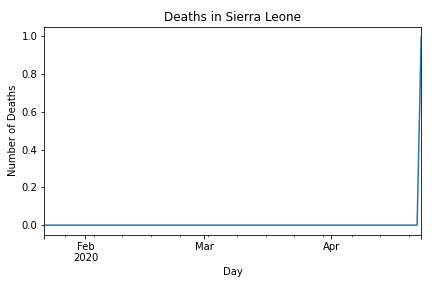 Deaths in Sierra Leone
1.0
0.8
0.6
0.4
0.2
0.0
Number of Deaths
Feb
2020
Mar
Apr
Day